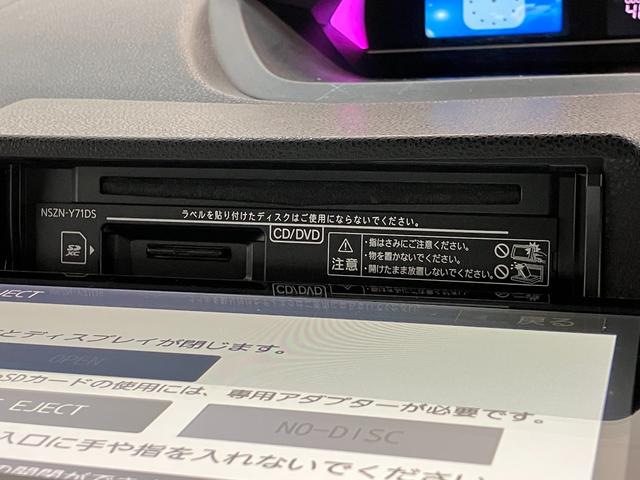 NSZN-Y71DS
ラベルを貼り付けたディスクはご使用にならないでください。
CD/DVD
SD XC
注意
・指はさみにご注意ください。
・物を置かないでください。
・開けたまま放置しないでください。
EJECT
戻る
とディスプレイが閉じます。
OPEN
SDカードの使用には、専用アダプターが必要です。
EJECT
NO-DISC
入口に手や指を入れないでくださ